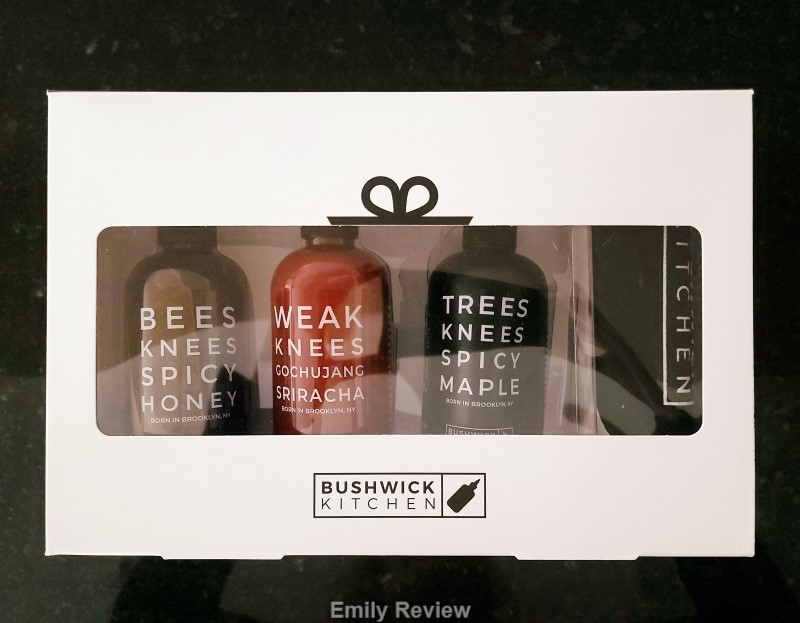 BEES
KNEES
SPICY
HONEY
BORN IN BROOKLYN, NY
WEAK
KNEES
GOCHUJANG
SRIRACHA
BORN IN BROOKLYN, NY
TREES
KNEES
SPICY
MAPLE
BORN IN BROOKLYN, NY
BUSHWICK
ITCHEN
BUSHWICK
KITCHEN
Emily Review